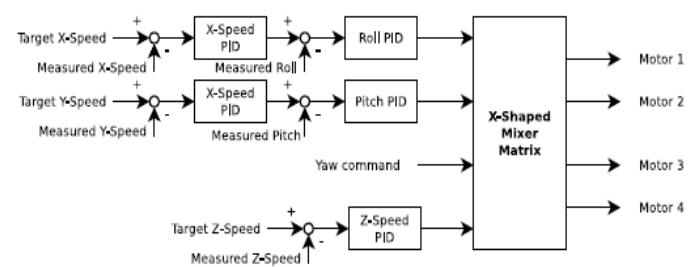 Target X-Speed
+
-
X-Speed
PID
+
-
Roll PID
Measured X-Speed
Measured Roll
Target Y-Speed
+
-
X-Speed
PID
+
-
Pitch PID
Measured Y-Speed
Measured Pitch
Yaw command
Target Z-Speed
+
-
Z-Speed
PID
Measured Z-Speed
X-Shaped
Mixer
Matrix
Motor 1
Motor 2
Motor 3
Motor 4